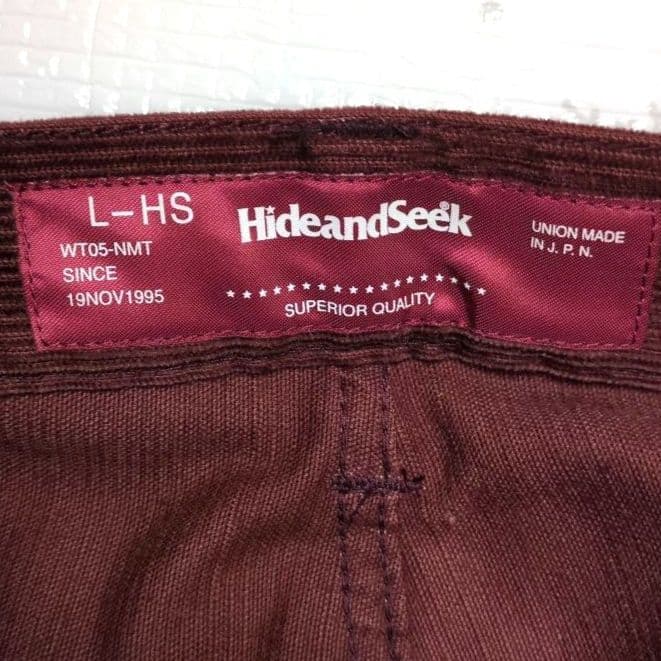 L-HS
WT05-NMT
SINCE
19NOV1995
HideandSeek®
SUPERIOR QUALITY
UNION MADE
IN J. P. N.